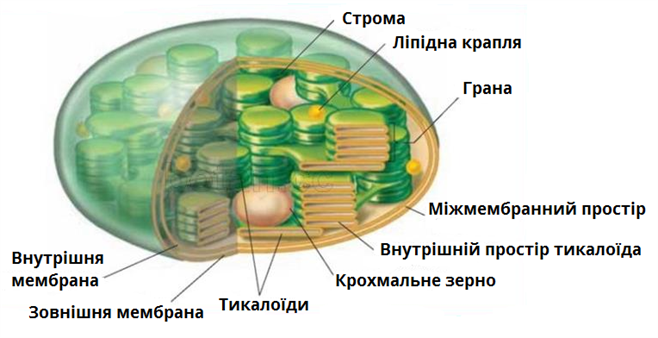 Строма
Ліпідна крапля
Грана
Міжмембранний простір
Внутрішній простір тикалоїда
Крохмальне зерно
Тикалоїди
Зовнішня мембрана
Внутрішня
мембрана